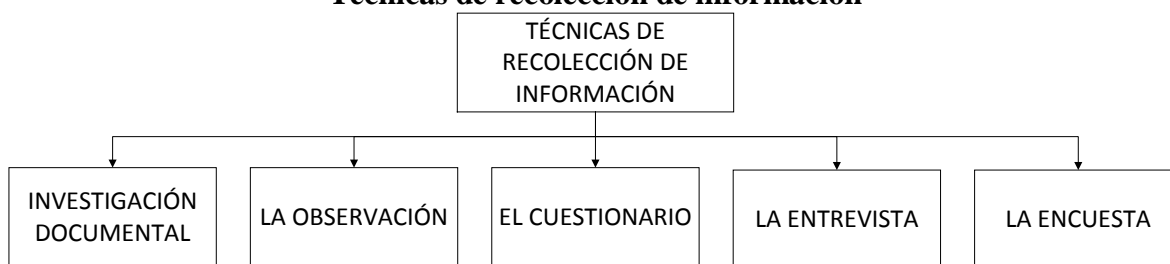 Técnicas de recolección de información
TÉCNICAS DE
RECOLECCIÓN DE
INFORMACIÓN
INVESTIGACIÓN
DOCUMENTAL
LA OBSERVACIÓN
EL CUESTIONARIO
LA ENTREVISTA
LA ENCUESTA